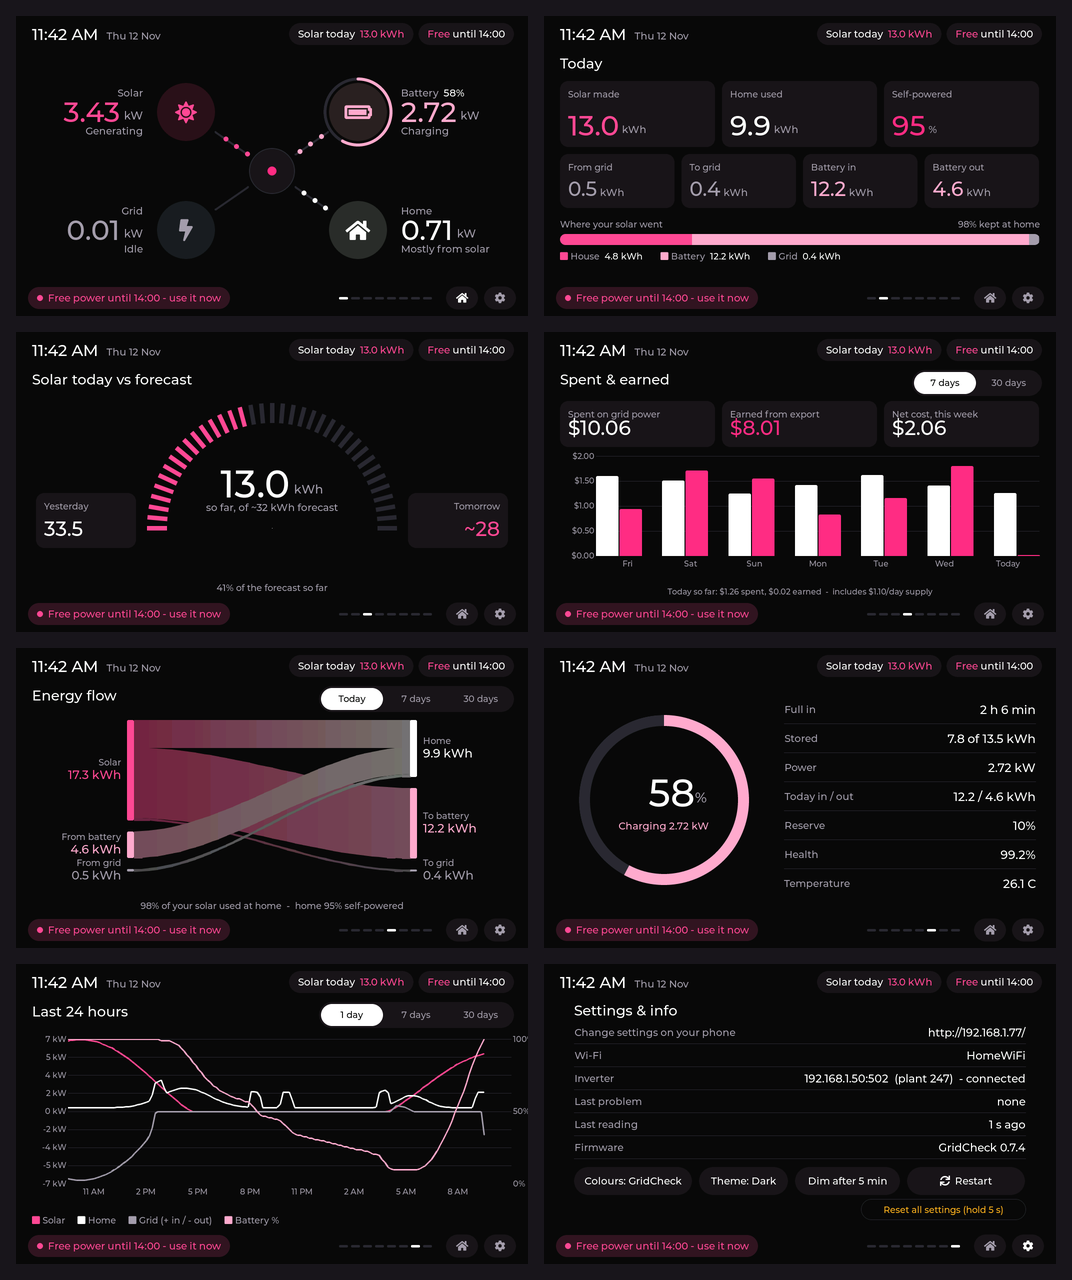 11:42 AM Thu 12 Nov Solar today 13.0 kWh Free until 14:00
Solar
3.43 kW
Generating
Battery 58%
2.72 kW
Charging
Grid
0.01 kW
Idle
Home
0.71 kW
Mostly from solar
Free power until 14:00 - use it now
11:42 AM Thu 12 Nov Solar today 13.0 kWh Free until 14:00
Today
Solar made
13.0 kWh
Home used
9.9 kWh
Self-powered
95 %
From grid
0.5 kWh
To grid
0.4 kWh
Battery in
12.2 kWh
Battery out
4.6 kWh
Where your solar went 98% kept at home
House 4.8 kWh Battery 12.2 kWh Grid 0.4 kWh
Free power until 14:00 - use it now
11:42 AM Thu 12 Nov Solar today 13.0 kWh Free until 14:00
Solar today vs forecast
13.0 kWh
so far, of ~32 kWh forecast
Yesterday
33.5
Tomorrow
~28
41% of the forecast so far
Free power until 14:00 - use it now
11:42 AM Thu 12 Nov Solar today 13.0 kWh Free until 14:00
Spent & earned 7 days 30 days
Spent on grid power
$10.06
Earned from export
$8.01
Net cost, this week
$2.06
$2.00
$1.50
$1.00
$0.50
$0.00
Fri Sat Sun Mon Tue Wed Today
Today so far: $1.26 spent, $0.02 earned - includes $1.10/day supply
Free power until 14:00 - use it now
11:42 AM Thu 12 Nov Solar today 13.0 kWh Free until 14:00
Energy flow Today 7 days 30 days
Solar
17.3 kWh
From battery
4.6 kWh
From grid
0.5 kWh
Home
9.9 kWh
To battery
12.2 kWh
To grid
0.4 kWh
98% of your solar used at home - home 95% self-powered
Free power until 14:00 - use it now
11:42 AM Thu 12 Nov Solar today 13.0 kWh Free until 14:00
58%
Charging 2.72 kW
Full in 2 h 6 min
Stored 7.8 of 13.5 kWh
Power 2.72 kW
Today in / out 12.2 / 4.6 kWh
Reserve 10%
Health 99.2%
Temperature 26.1 C
Free power until 14:00 - use it now
11:42 AM Thu 12 Nov Solar today 13.0 kWh Free until 14:00
Last 24 hours 1 day 7 days 30 days
7 kW 100%
5 kW
4 kW
2 kW
0 kW 50%
-2 kW
-4 kW
-5 kW
-7 kW 0%
11 AM 2 PM 5 PM 8 PM 11 PM 2 AM 5 AM 8 AM
Solar Home Grid (+ in / - out) Battery %
Free power until 14:00 - use it now
11:42 AM Thu 12 Nov Solar today 13.0 kWh Free until 14:00
Settings & info
Change settings on your phone http://192.168.1.77/
Wi-Fi HomeWiFi
Inverter 192.168.1.50:502 (plant 247) - connected
Last problem none
Last reading 1 s ago
Firmware GridCheck 0.7.4
Colours: GridCheck Theme: Dark Dim after 5 min Restart
Reset all settings (hold 5 s)
Free power until 14:00 - use it now